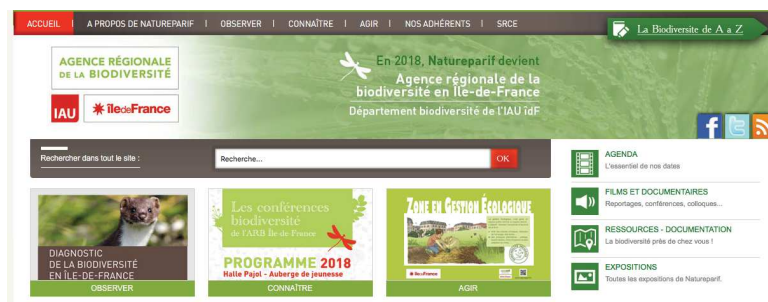 ACCUEIL | A PROPOS DE NATUREPARIF | OBSERVER | CONNAÎTRE | AGIR | NOS ADHÉRENTS | SRCE
La Biodiversite de A a Z
AGENCE RÉGIONALE
DE LA BIODIVERSITÉ
IAU
îledeFrance
En 2018, Natureparif devient
Agence régionale de la
biodiversité en Île-de-France
Département biodiversité de l'IAU îdF
Rechercher dans tout le site :
Recherche...
OK
DIAGNOSTIC
DE LA BIODIVERSITÉ
EN ÎLE-DE-FRANCE
OBSERVER
Les conférences
biodiversité
de l'ARB Île de France
PROGRAMME 2018
Halle Pajol - Auberge de jeunesse
CONNAÎTRE
ZONE EN GESTION ÉCOLOGIQUE
îledeFrance
AGIR
AGENDA
L'essentiel de nos dates
FILMS ET DOCUMENTAIRES
Reportages, conférences, colloques...
RESSOURCES - DOCUMENTATION
La biodiversité près de chez vous !
EXPOSITIONS
Toutes les expositions de Natureparif.